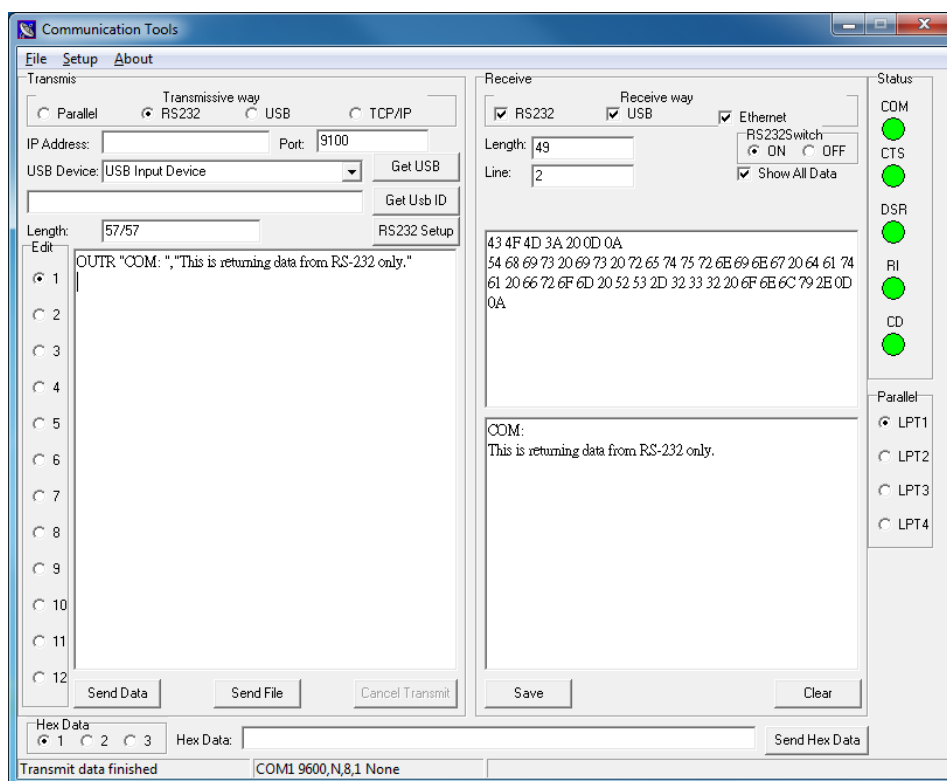 Communication Tools
File Setup About
Transmis
Transmissive way
Parallel RS232 USB TCP/IP
IP Address: Port: 9100
USB Device: USB Input Device Get USB
Get Usb ID
Length: 57/57 RS232 Setup
Edit
OUTR "COM: ","This is returning data from RS-232 only."
1
2
3
4
5
6
7
8
9
10
11
12
Send Data Send File Cancel Transmit
Receive
Receive way
RS232 USB Ethernet
Length: 49
RS232Switch
ON OFF
Line: 2
Show All Data
43 4F 4D 3A 20 0D 0A
54 68 69 73 20 69 73 20 72 65 74 75 72 6E 69 6E 67 20 64 61 74
61 20 66 72 6F 6D 20 52 53 2D 32 33 32 20 6F 6E 6C 79 2E 0D
0A
COM:
This is returning data from RS-232 only.
Save Clear
Status
COM
CTS
DSR
RI
CD
Parallel
LPT1
LPT2
LPT3
LPT4
Hex Data
1 2 3 Hex Data: Send Hex Data
Transmit data finished COM1 9600,N,8,1 None